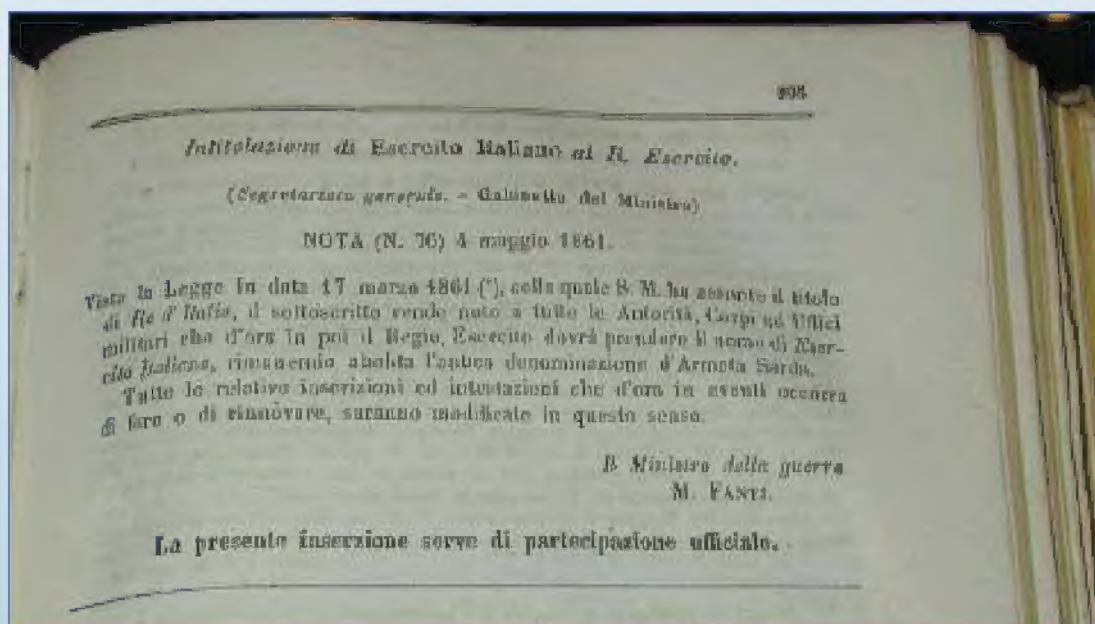 Intitolazione di Esercito Italiano al R. Esercito.
(Segretariato generale. - Gabinetto del Ministro)
NOTA (N. 76) 4 maggio 1861.
Vista la Legge in data 17 marzo 1861 (*), colla quale S. M. ha assunto il titolo
di Re d'Italia, il sottoscritto rende noto a tutte le Autorità, Corpi ed Uffici
militari che d'ora in poi il Regio Esercito dovrà prendere il nome di Eser-
cito Italiano, rimanendo abolita l'antica denominazione d'Armata Sarda.
Tutte le relative inscrizioni ed intestazioni che d'ora in avanti occorra
di fare o di rinnovare, saranno modificate in questo senso.
Il Ministro della guerra
M. FANTI.
La presente inserzione serve di partecipazione ufficiale.